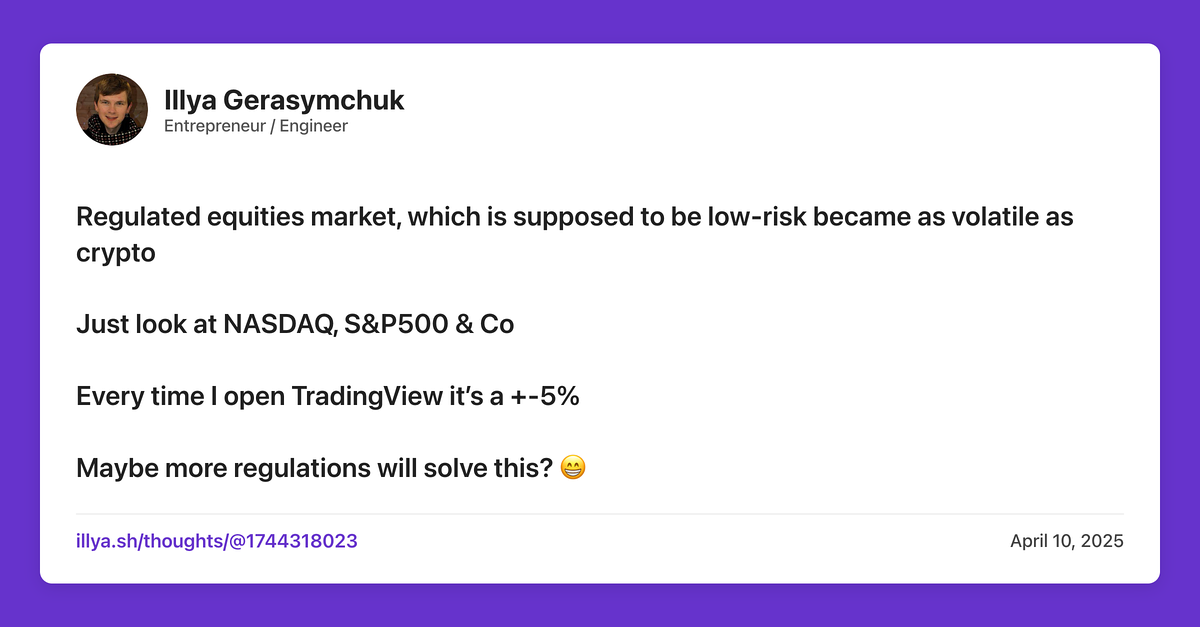 Illya Gerasymchuk
Entrepreneur / Engineer
Regulated equities market, which is supposed to be low-risk became as volatile as
crypto
Just look at NASDAQ, S&P500 & Co
Every time I open TradingView it’s a +-5%
Maybe more regulations will solve this? 😁
illya.sh/thoughts/@1744318023
April 10, 2025